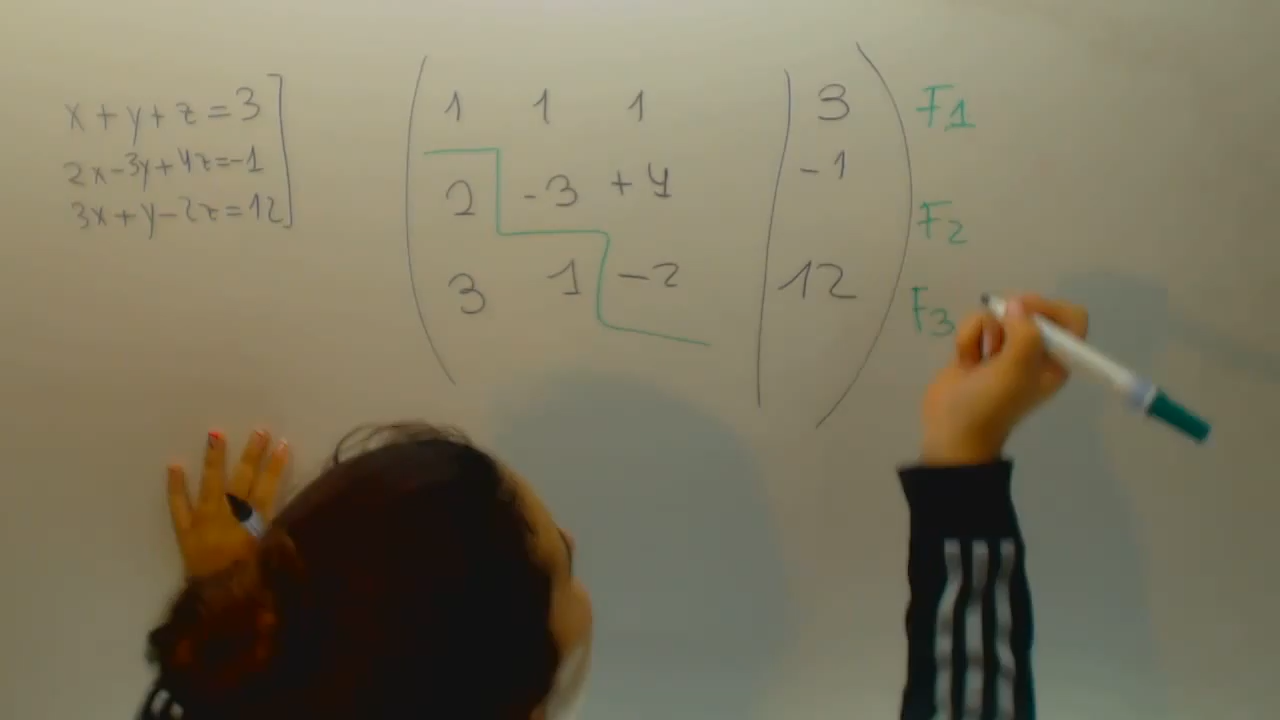 x+y+z=3
2x-3y+4z=-1
3x+y-2z=12
1 1 1 | 3 F1
2 -3 +4 | -1 F2
3 1 -2 | 12 F3